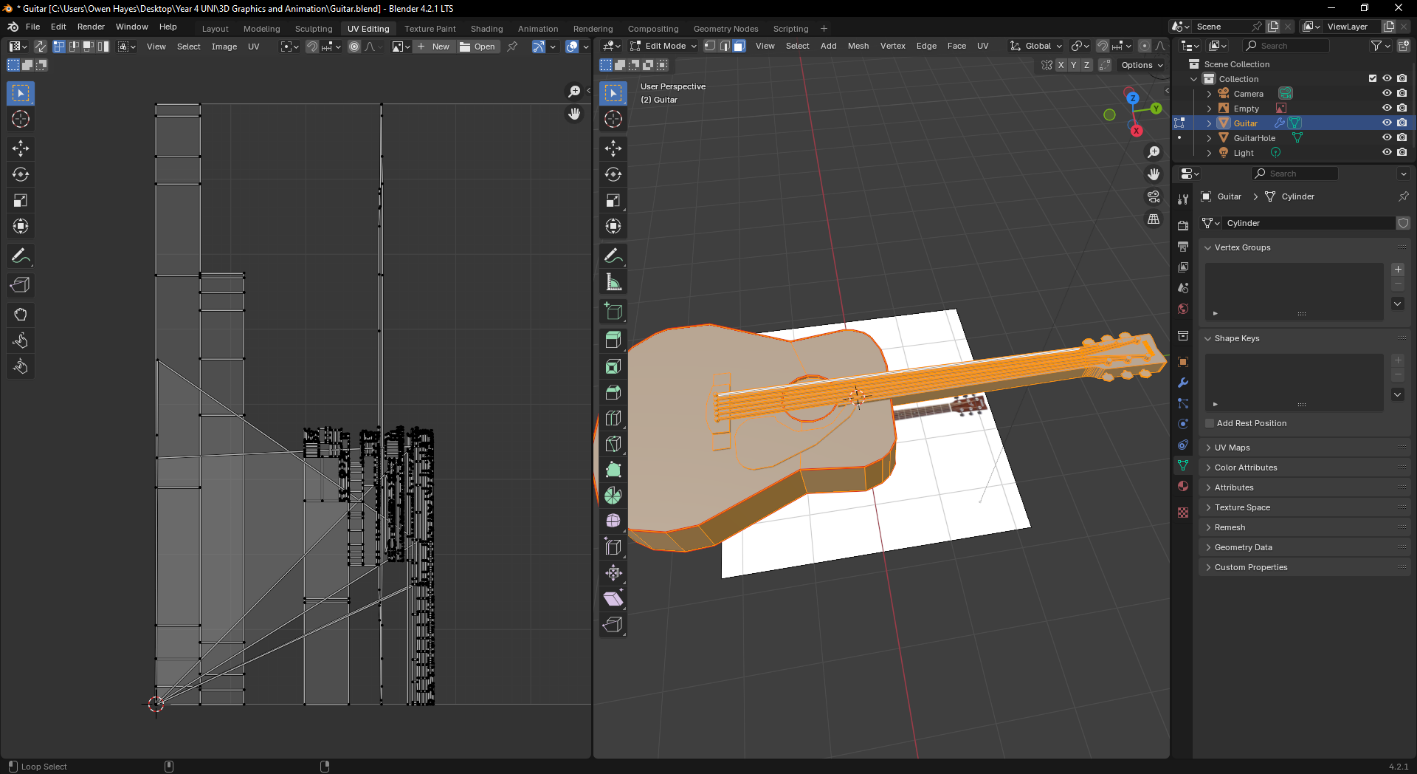 * Guitar [C:\Users\Owen Hayes\Desktop\Year 4 UNI\3D Graphics and Animation\Guitar.blend] - Blender 4.2.1 LTS
File Edit Render Window Help Layout Modeling Sculpting UV Editing Texture Paint Shading Animation Rendering Compositing Geometry Nodes Scripting + Scene ViewLayer
View Select Image UV + New Open
Edit Mode View Select Add Mesh Vertex Edge Face UV Global Search
X Y Z Options
User Perspective
(2) Guitar
Z
Y
X
Scene Collection
Collection
Camera
Empty
Guitar
GuitarHole
Light
Search
Guitar > Cylinder
Cylinder
Vertex Groups
Shape Keys
Add Rest Position
UV Maps
Color Attributes
Attributes
Texture Space
Remesh
Geometry Data
Custom Properties
Loop Select
4.2.1